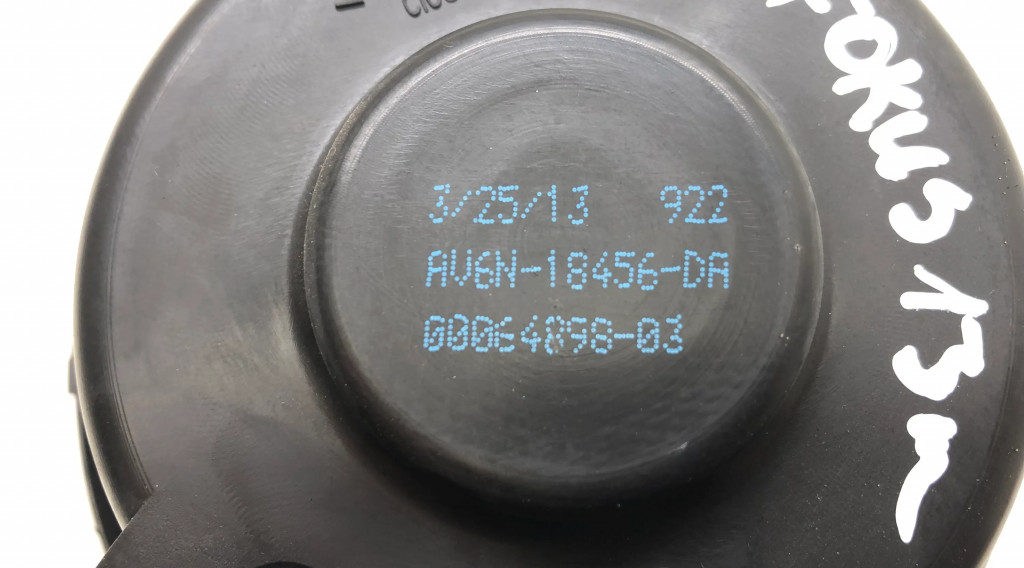 3/25/13 922
AV6N-18456-DA
00064898-03
FOKUS 13